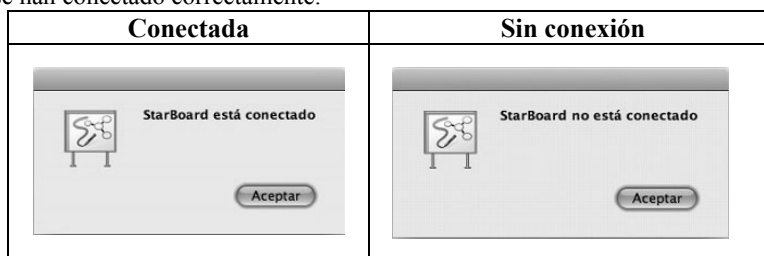 se han conectado correctamente.
Conectada
Sin conexión
StarBoard está conectado
Aceptar
StarBoard no está conectado
Aceptar